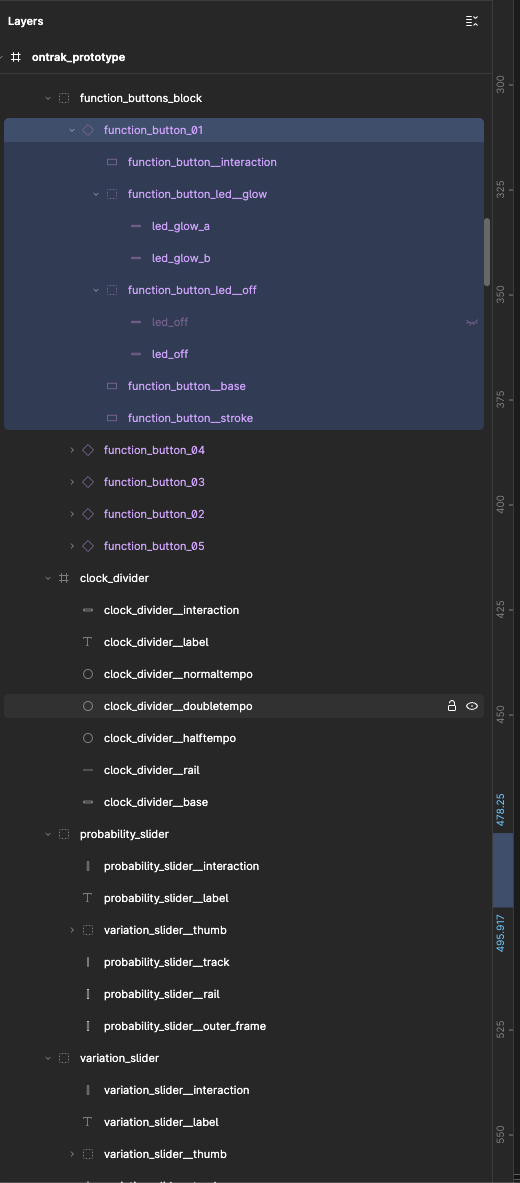 Layers
ontrak_prototype
function_buttons_block
function_button_01
function_button__interaction
function_button_led__glow
led_glow_a
led_glow_b
function_button_led__off
led_off
led_off
function_button__base
function_button__stroke
function_button_04
function_button_03
function_button_02
function_button_05
clock_divider
clock_divider__interaction
clock_divider__label
clock_divider__normaltempo
clock_divider__doubletempo
clock_divider__halftempo
clock_divider__rail
clock_divider__base
probability_slider
probability_slider__interaction
probability_slider__label
variation_slider__thumb
probability_slider__track
probability_slider__rail
probability_slider__outer_frame
variation_slider
variation_slider__interaction
variation_slider__label
variation_slider__thumb
300
325
350
375
400
425
450
478.25
495.917
525
550